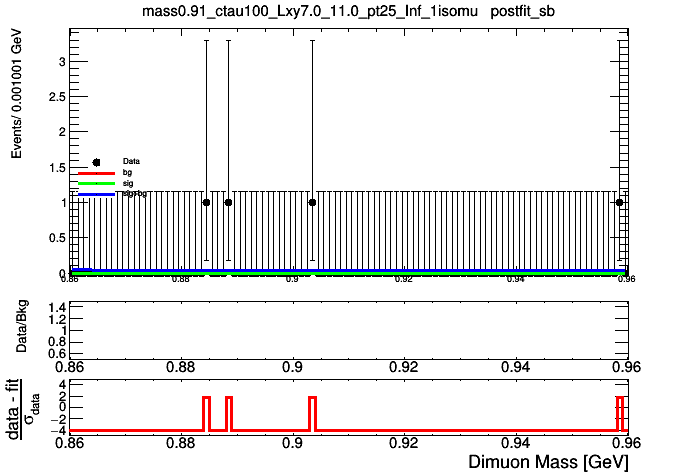 mass0.91_ctau100_Lxy7.0_11.0_pt25_Inf_1isomu postfit_sb
Events/ 0.001001 GeV
3
2.5
2
1.5
1
0.5
0
Data
bg
sig
sig+bg
0.86 0.88 0.9 0.92 0.94 0.96
Data/Bkg
1.4
1.2
1
0.8
0.6
0.86 0.88 0.9 0.92 0.94 0.96
data - fit
σdata
4
2
0
−2
−4
0.86 0.88 0.9 0.92 0.94 0.96
Dimuon Mass [GeV]